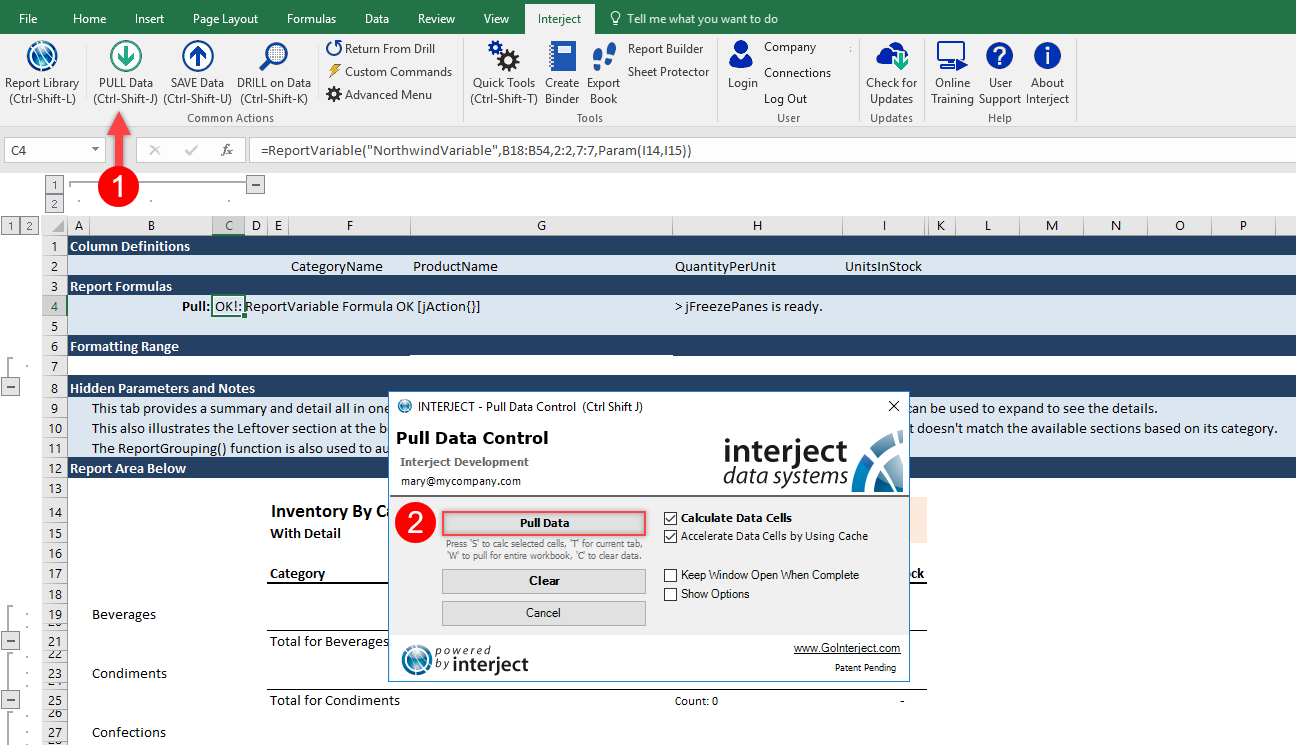 File Home Insert Page Layout Formulas Data Review View Interject Tell me what you want to do
Report Library (Ctrl-Shift-L)
PULL Data (Ctrl-Shift-J)
SAVE Data (Ctrl-Shift-U)
DRILL on Data (Ctrl-Shift-K)
Return From Drill
Custom Commands
Advanced Menu
Common Actions
Quick Tools (Ctrl-Shift-T)
Create Binder
Export Book
Report Builder
Sheet Protector
Tools
Login
Company :
Connections
Log Out
User
Check for Updates
Updates
Online Training
User Support
About Interject
Help
C4 fx =ReportVariable("NorthwindVariable",B18:B54,2:2,7:7,Param(I14,I15))
1
1
2
1 2 A B C D E F G H I K L M N O P
1 Column Definitions
2 CategoryName ProductName QuantityPerUnit UnitsInStock
3 Report Formulas
4 Pull: OK!: ReportVariable Formula OK [jAction{}] > jFreezePanes is ready.
5
6 Formatting Range
7
8 Hidden Parameters and Notes
9 This tab provides a summary and detail all in one can be used to expand to see the details.
10 This also illustrates the Leftover section at the b t doesn't match the available sections based on its category.
11 The ReportGrouping() function is also used to au
12 Report Area Below
13
14 Inventory By Ca
15 With Detail
16
17 Category ck
18
19 Beverages
21 Total for Beverages
22
23 Condiments
25 Total for Condiments Count: 0 -
26
27 Confections
INTERJECT - Pull Data Control (Ctrl Shift J)
Pull Data Control
Interject Development
mary@mycompany.com
interject
data systems
2
Pull Data
Press 'S' to calc selected cells, 'T' for current tab,
'W' to pull for entire workbook, 'C' to clear data.
Clear
Cancel
Calculate Data Cells
Accelerate Data Cells by Using Cache
Keep Window Open When Complete
Show Options
powered
by interject
www.GoInterject.com
Patent Pending